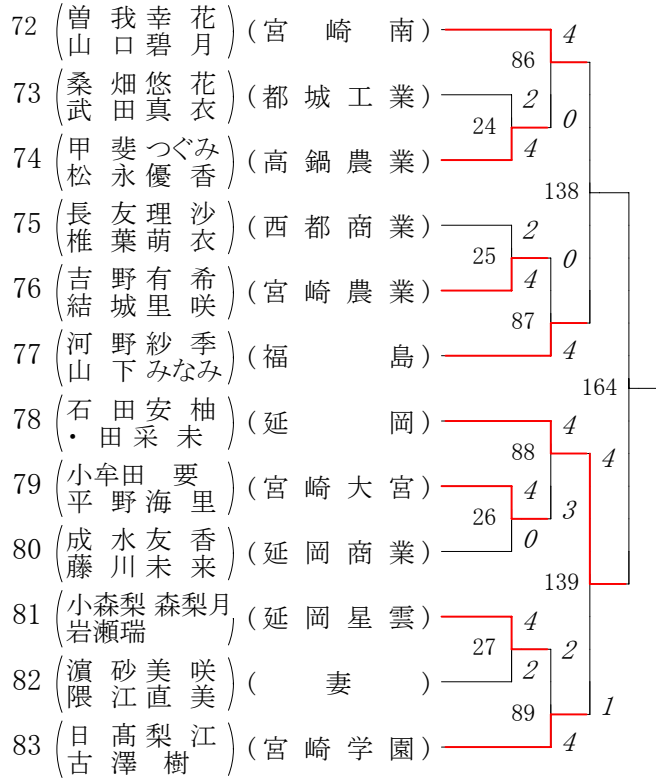 72 曽我幸花 山口碧月 (宮崎南)
73 桑畑悠花 武田真衣 (都城工業)
74 甲斐つぐみ 松永優香 (高鍋農業)
75 長友理沙 椎葉萌衣 (西都商業)
76 吉野有希 結城里咲 (宮崎農業)
77 河野紗季 山下みなみ (福島)
78 石田安柚 ・田采未 (延岡)
79 小牟田要 平野海里 (宮崎大宮)
80 成水友香 藤川未来 (延岡商業)
81 小森梨森梨月 岩瀬瑞 (延岡星雲)
82 濵砂美咲 隈江直美 (妻)
83 日髙梨江 古澤樹 (宮崎学園)
4
86
2
0
24
4
138
2
25
0
4
87
4
164
4
88
4
4
3
26
0
139
4
27
2
2
89
1
4